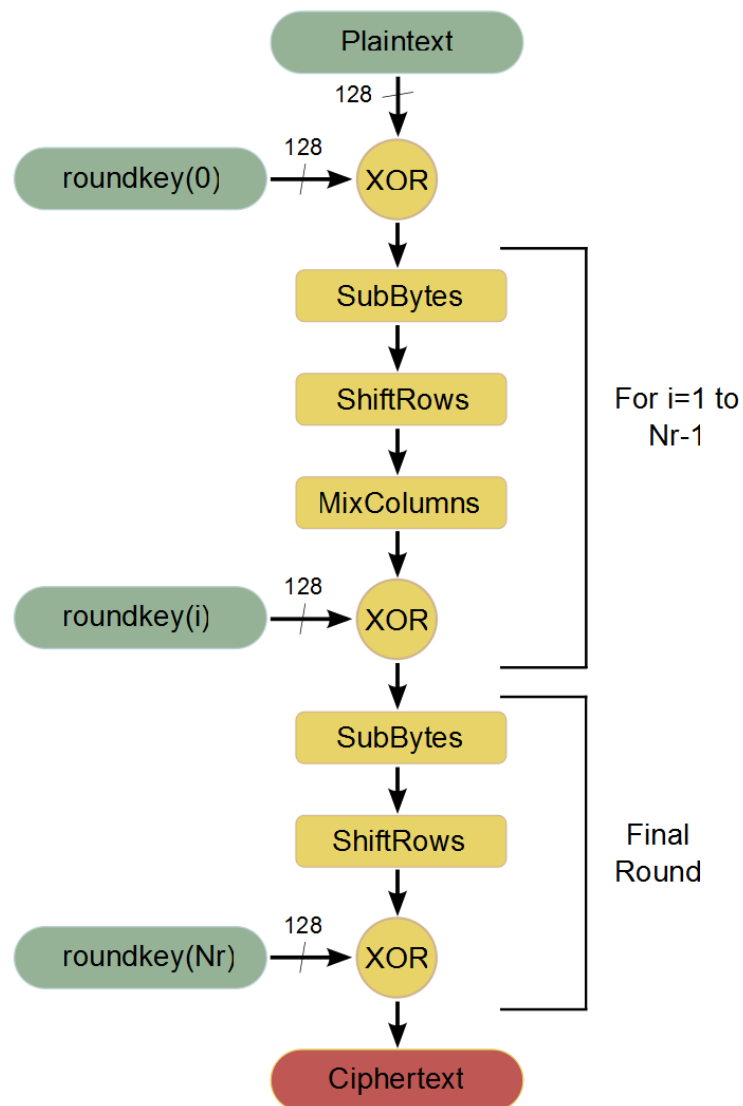 Plaintext
128
128
roundkey(0)
XOR
SubBytes
ShiftRows
For i=1 to
Nr-1
MixColumns
128
roundkey(i)
XOR
SubBytes
ShiftRows
Final
Round
128
roundkey(Nr)
XOR
Ciphertext